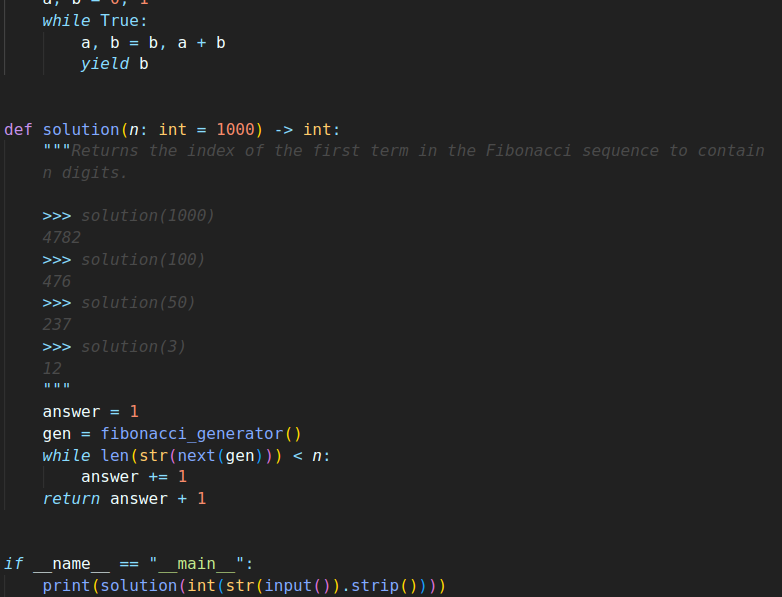 a, b = 0, 1
while True:
a, b = b, a + b
yield b
def solution(n: int = 1000) -> int:
"""Returns the index of the first term in the Fibonacci sequence to contain
n digits.
>>> solution(1000)
4782
>>> solution(100)
476
>>> solution(50)
237
>>> solution(3)
12
"""
answer = 1
gen = fibonacci_generator()
while len(str(next(gen))) < n:
answer += 1
return answer + 1
if __name__ == "__main__":
print(solution(int(str(input()).strip())))